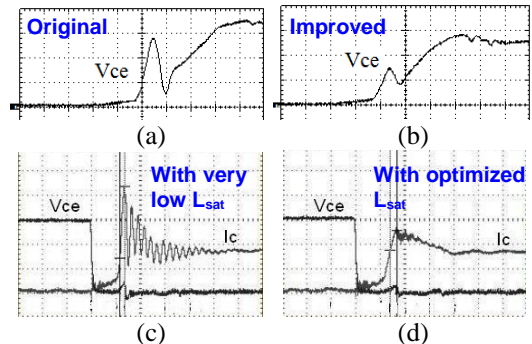 Original
Vce
(a)
Improved
Vce
(b)
With very
low Lsat
Vce
Ic
(c)
With optimized
Lsat
Vce
Ic
(d)